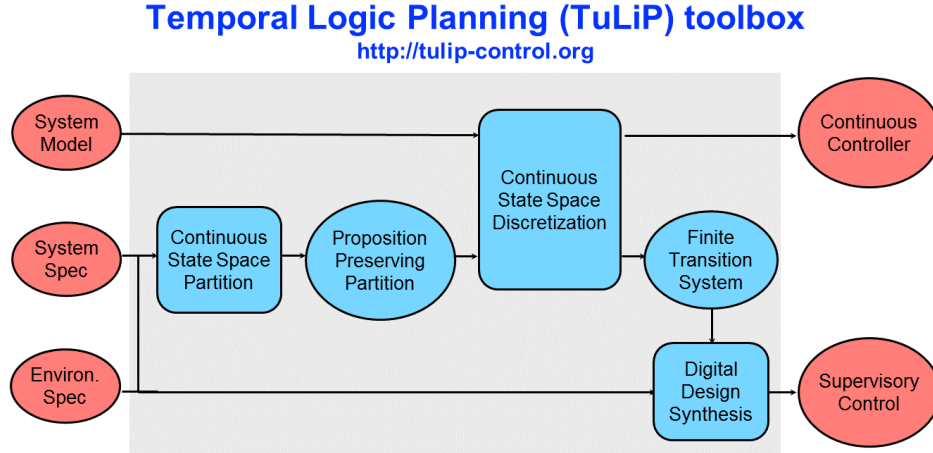 Temporal Logic Planning (TuLiP) toolbox
http://tulip-control.org
System
Model
Continuous
Controller
Continuous
State Space
Discretization
System
Spec
Continuous
State Space
Partition
Proposition
Preserving
Partition
Finite
Transition
System
Environ.
Spec
Digital
Design
Synthesis
Supervisory
Control